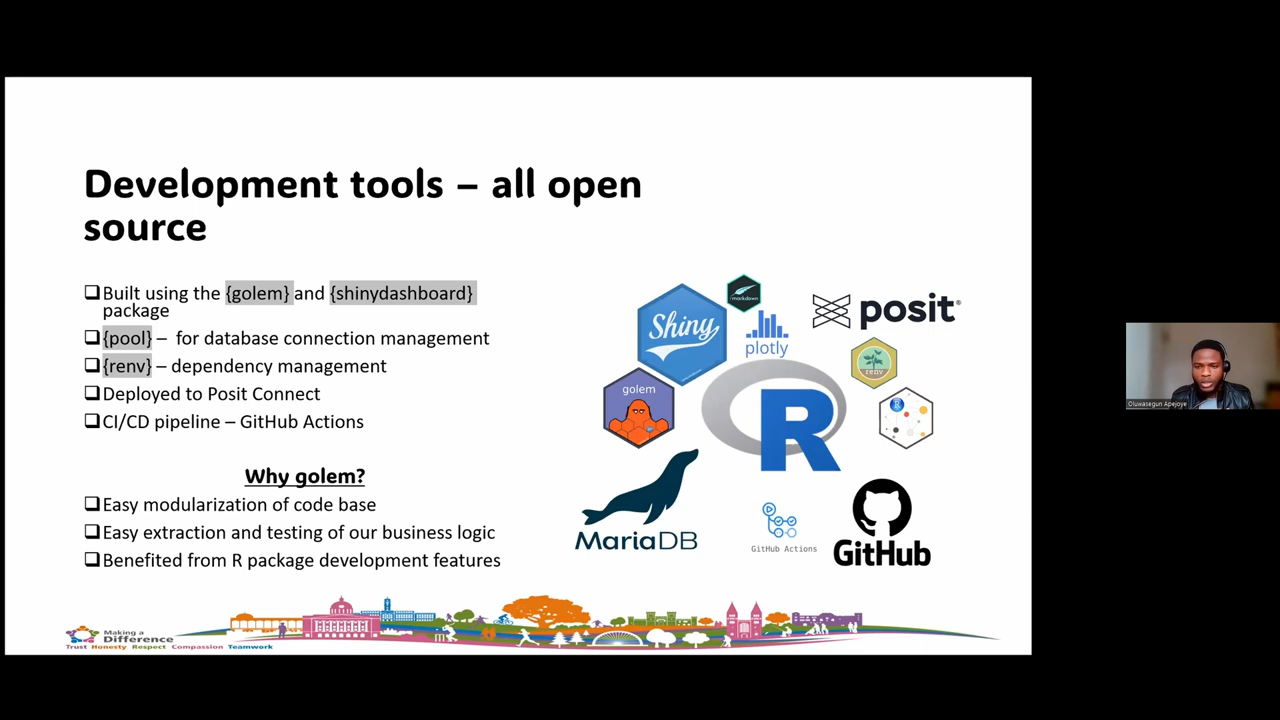 Development tools – all open
source
❑Built using the {golem} and {shinydashboard}
package
❑{pool} – for database connection management
❑{renv} – dependency management
❑Deployed to Posit Connect
❑CI/CD pipeline – GitHub Actions
Why golem?
❑Easy modularization of code base
❑Easy extraction and testing of our business logic
❑Benefited from R package development features
Shiny
rmarkdown
plotly
posit
renv
golem
R
MariaDB
GitHub Actions
GitHub
Making a
Difference
Trust Honesty Respect Compassion Teamwork
Oluwasegun Apejoye